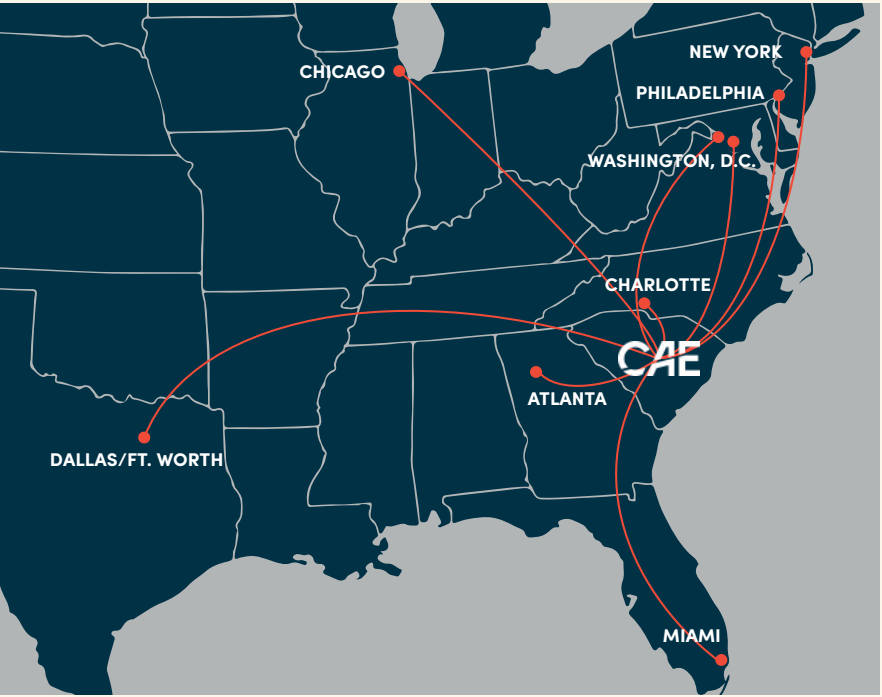 NEW YORK
CHICAGO
PHILADELPHIA
WASHINGTON, D.C.
CHARLOTTE
CAE
ATLANTA
DALLAS/FT. WORTH
MIAMI